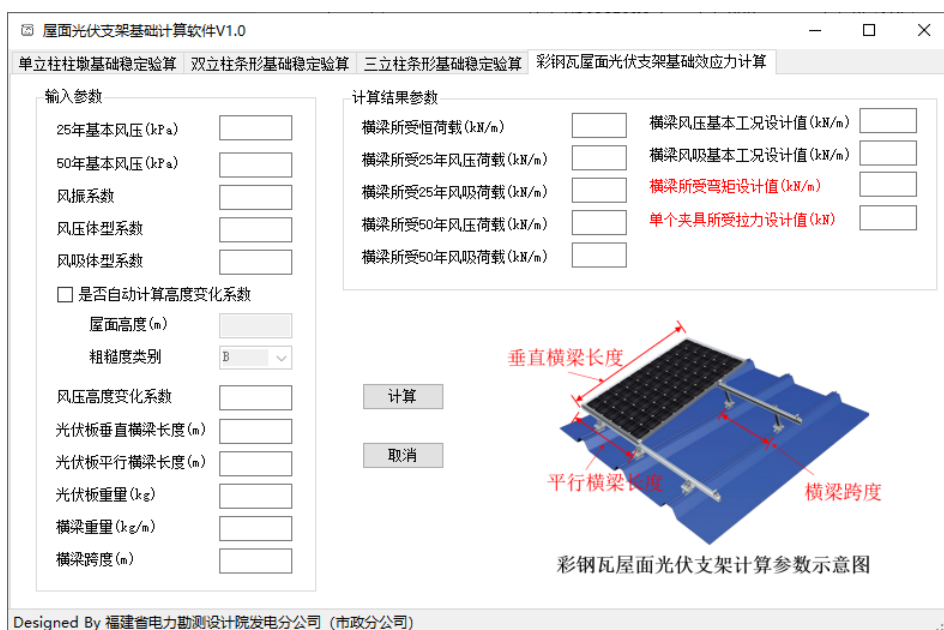 屋面光伏支架基础计算软件V1.0
单立柱柱墩基础稳定验算 双立柱条形基础稳定验算 三立柱条形基础稳定验算 彩钢瓦屋面光伏支架基础效应力计算
输入参数
25年基本风压(kPa)
50年基本风压(kPa)
风振系数
风压体型系数
风吸体型系数
是否自动计算高度变化系数
屋面高度(m)
粗糙度类别 B
风压高度变化系数
光伏板垂直横梁长度(m)
光伏板平行横梁长度(m)
光伏板重量(kg)
横梁重量(kg/m)
横梁跨度(m)
计算结果参数
横梁所受恒荷载(kN/m)
横梁所受25年风压荷载(kN/m)
横梁所受25年风吸荷载(kN/m)
横梁所受50年风压荷载(kN/m)
横梁所受50年风吸荷载(kN/m)
横梁风压基本工况设计值(kN/m)
横梁风吸基本工况设计值(kN/m)
横梁所受弯矩设计值(kN/m)
单个夹具所受拉力设计值(kN)
计算
取消
垂直横梁长度
平行横梁长度
横梁跨度
彩钢瓦屋面光伏支架计算参数示意图
Designed By 福建省电力勘测设计院发电分公司（市政分公司）